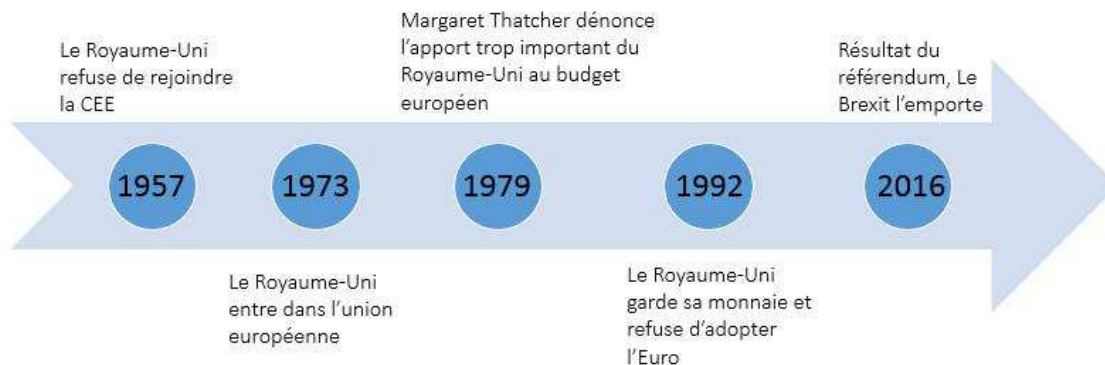 Le Royaume-Uni
refuse de rejoindre
la CEE
Margaret Thatcher dénonce
l'apport trop important du
Royaume-Uni au budget
européen
Résultat du
référendum, Le
Brexit l'emporte
1957
1973
1979
1992
2016
Le Royaume-Uni
entre dans l'union
européenne
Le Royaume-Uni
garde sa monnaie et
refuse d'adopter
l'Euro